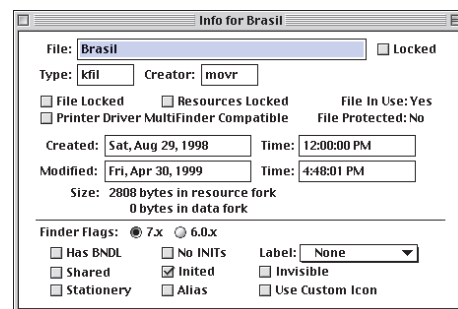 Info for Brasil
File: Brasil Locked
Type: kfil Creator: movr
File Locked Resources Locked File In Use: Yes
Printer Driver MultiFinder Compatible File Protected: No
Created: Sat, Aug 29, 1998 Time: 12:00:00 PM
Modified: Fri, Apr 30, 1999 Time: 4:48:01 PM
Size: 2808 bytes in resource fork
0 bytes in data fork
Finder Flags: 7.x 6.0.x
Has BNDL No INITs Label: None
Shared Inited Invisible
Stationery Alias Use Custom Icon